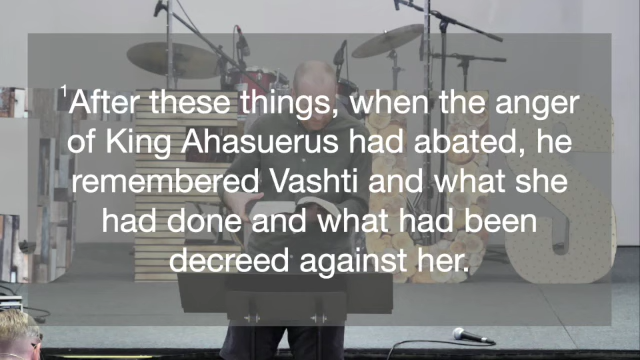 1After these things, when the anger
of King Ahasuerus had abated, he
remembered Vashti and what she
had done and what had been
decreed against her.
US